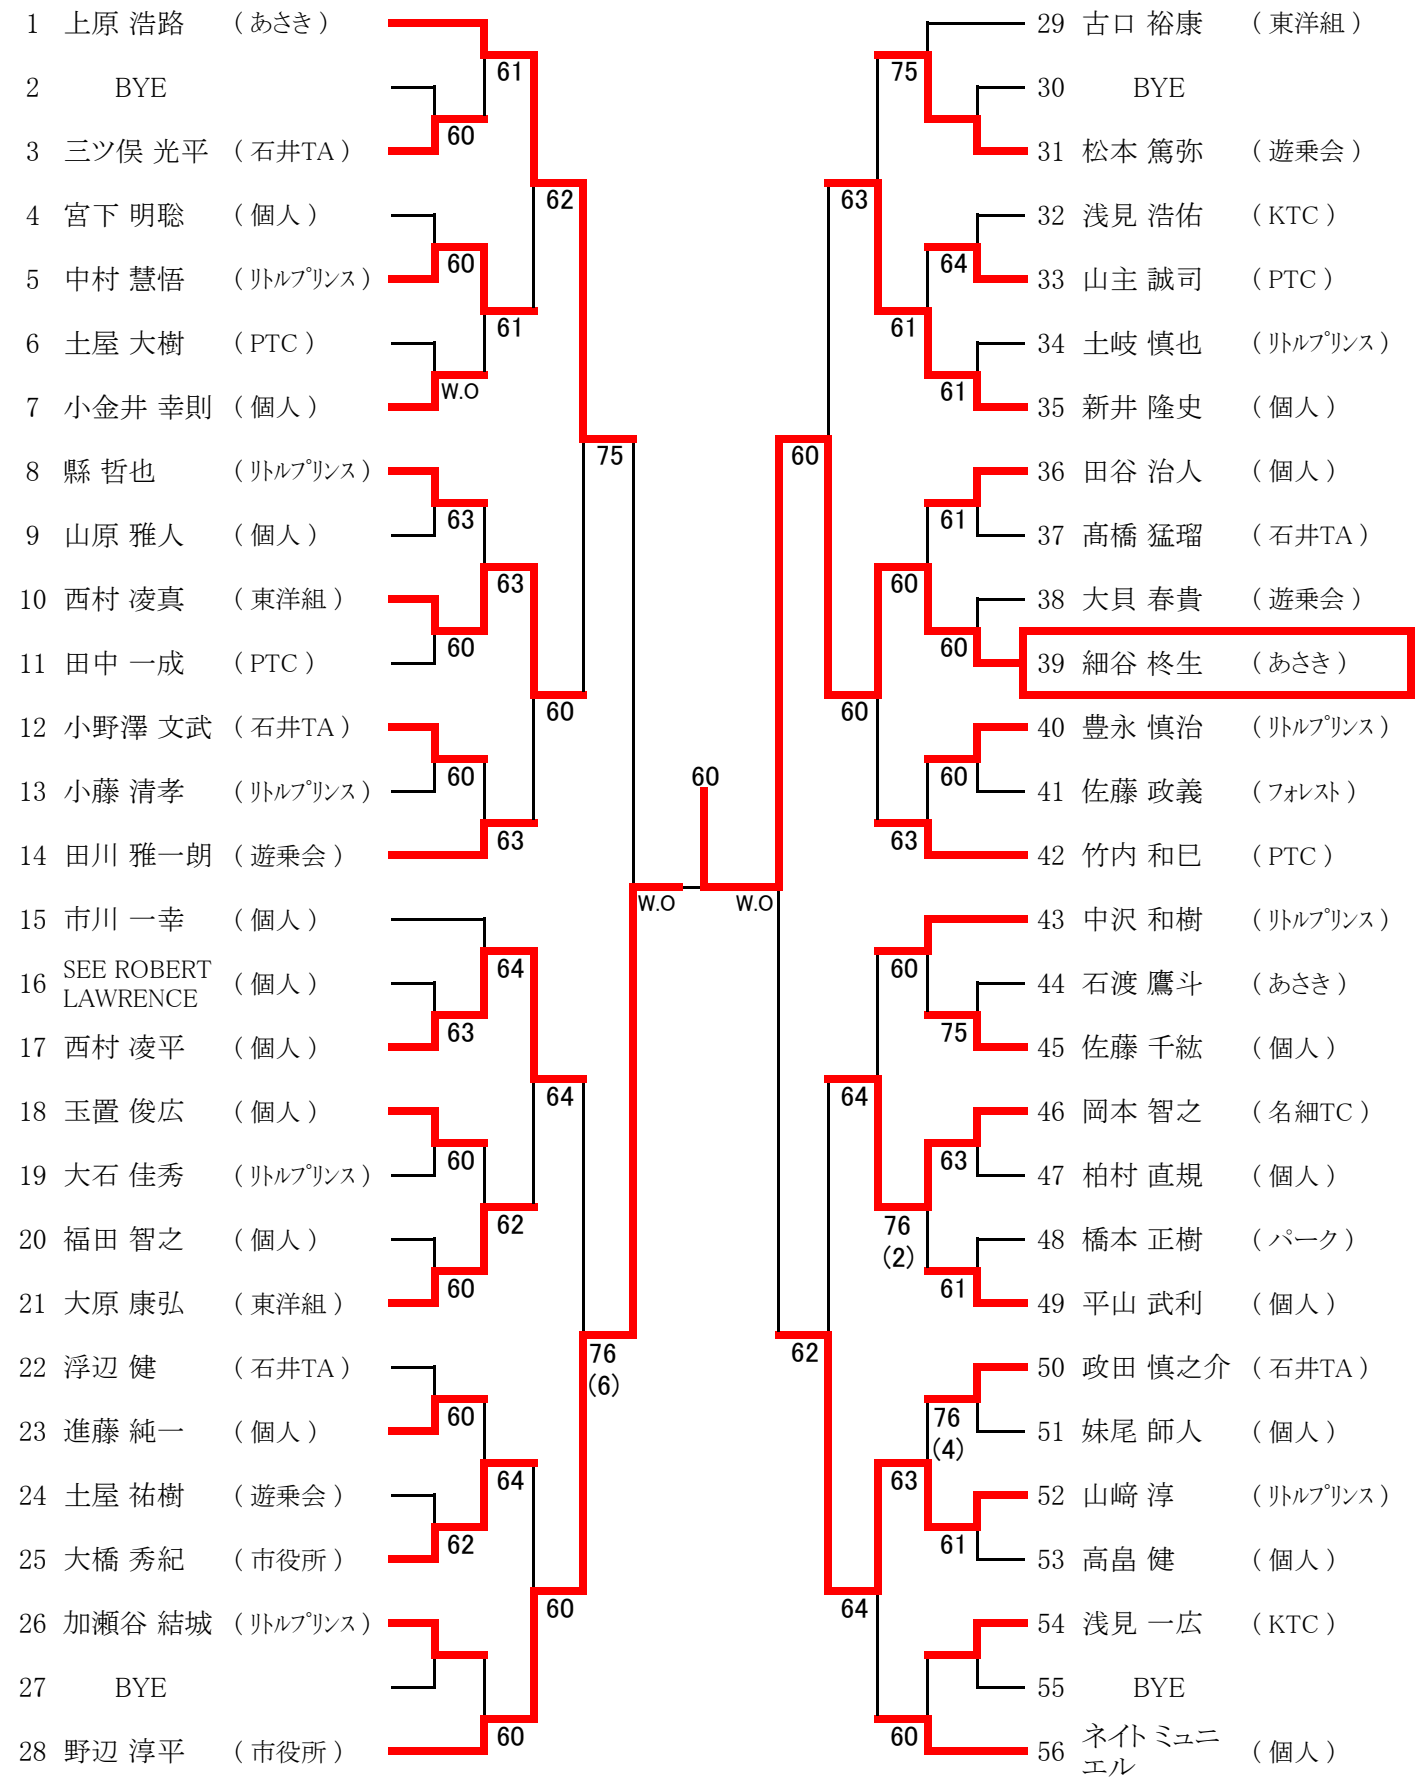 1 上原 浩路 ( あさき )
2 BYE
3 三ツ俣 光平 ( 石井TA )
4 宮下 明聡 ( 個人 )
5 中村 慧悟 ( リトルプリンス )
6 土屋 大樹 ( PTC )
7 小金井 幸則 ( 個人 )
8 縣 哲也 ( リトルプリンス )
9 山原 雅人 ( 個人 )
10 西村 凌真 ( 東洋組 )
11 田中 一成 ( PTC )
12 小野澤 文武 ( 石井TA )
13 小藤 清孝 ( リトルプリンス )
14 田川 雅一朗 ( 遊乗会 )
15 市川 一幸 ( 個人 )
16 SEE ROBERT LAWRENCE ( 個人 )
17 西村 凌平 ( 個人 )
18 玉置 俊広 ( 個人 )
19 大石 佳秀 ( リトルプリンス )
20 福田 智之 ( 個人 )
21 大原 康弘 ( 東洋組 )
22 浮辺 健 ( 石井TA )
23 進藤 純一 ( 個人 )
24 土屋 祐樹 ( 遊乗会 )
25 大橋 秀紀 ( 市役所 )
26 加瀬谷 結城 ( リトルプリンス )
27 BYE
28 野辺 淳平 ( 市役所 )
60
60
W.O
63
60
60
63
60
60
60
62
61
61
63
63
64
62
64
60
62
60
64
60
75
76
(6)
W.O
60
W.O
60
62
63
60
64
64
75
61
60
63
60
76
(2)
63
60
64
61
61
60
60
75
63
61
76
(4)
61
29 古口 裕康 ( 東洋組 )
30 BYE
31 松本 篤弥 ( 遊乗会 )
32 浅見 浩佑 ( KTC )
33 山主 誠司 ( PTC )
34 土岐 慎也 ( リトルプリンス )
35 新井 隆史 ( 個人 )
36 田谷 治人 ( 個人 )
37 髙橋 猛瑠 ( 石井TA )
38 大貝 春貴 ( 遊乗会 )
39 細谷 柊生 ( あさき )
40 豊永 慎治 ( リトルプリンス )
41 佐藤 政義 ( フォレスト )
42 竹内 和巳 ( PTC )
43 中沢 和樹 ( リトルプリンス )
44 石渡 鷹斗 ( あさき )
45 佐藤 千紘 ( 個人 )
46 岡本 智之 ( 名細TC )
47 柏村 直規 ( 個人 )
48 橋本 正樹 ( パーク )
49 平山 武利 ( 個人 )
50 政田 慎之介 ( 石井TA )
51 妹尾 師人 ( 個人 )
52 山﨑 淳 ( リトルプリンス )
53 高畠 健 ( 個人 )
54 浅見 一広 ( KTC )
55 BYE
56 ネイト ミュニエル ( 個人 )